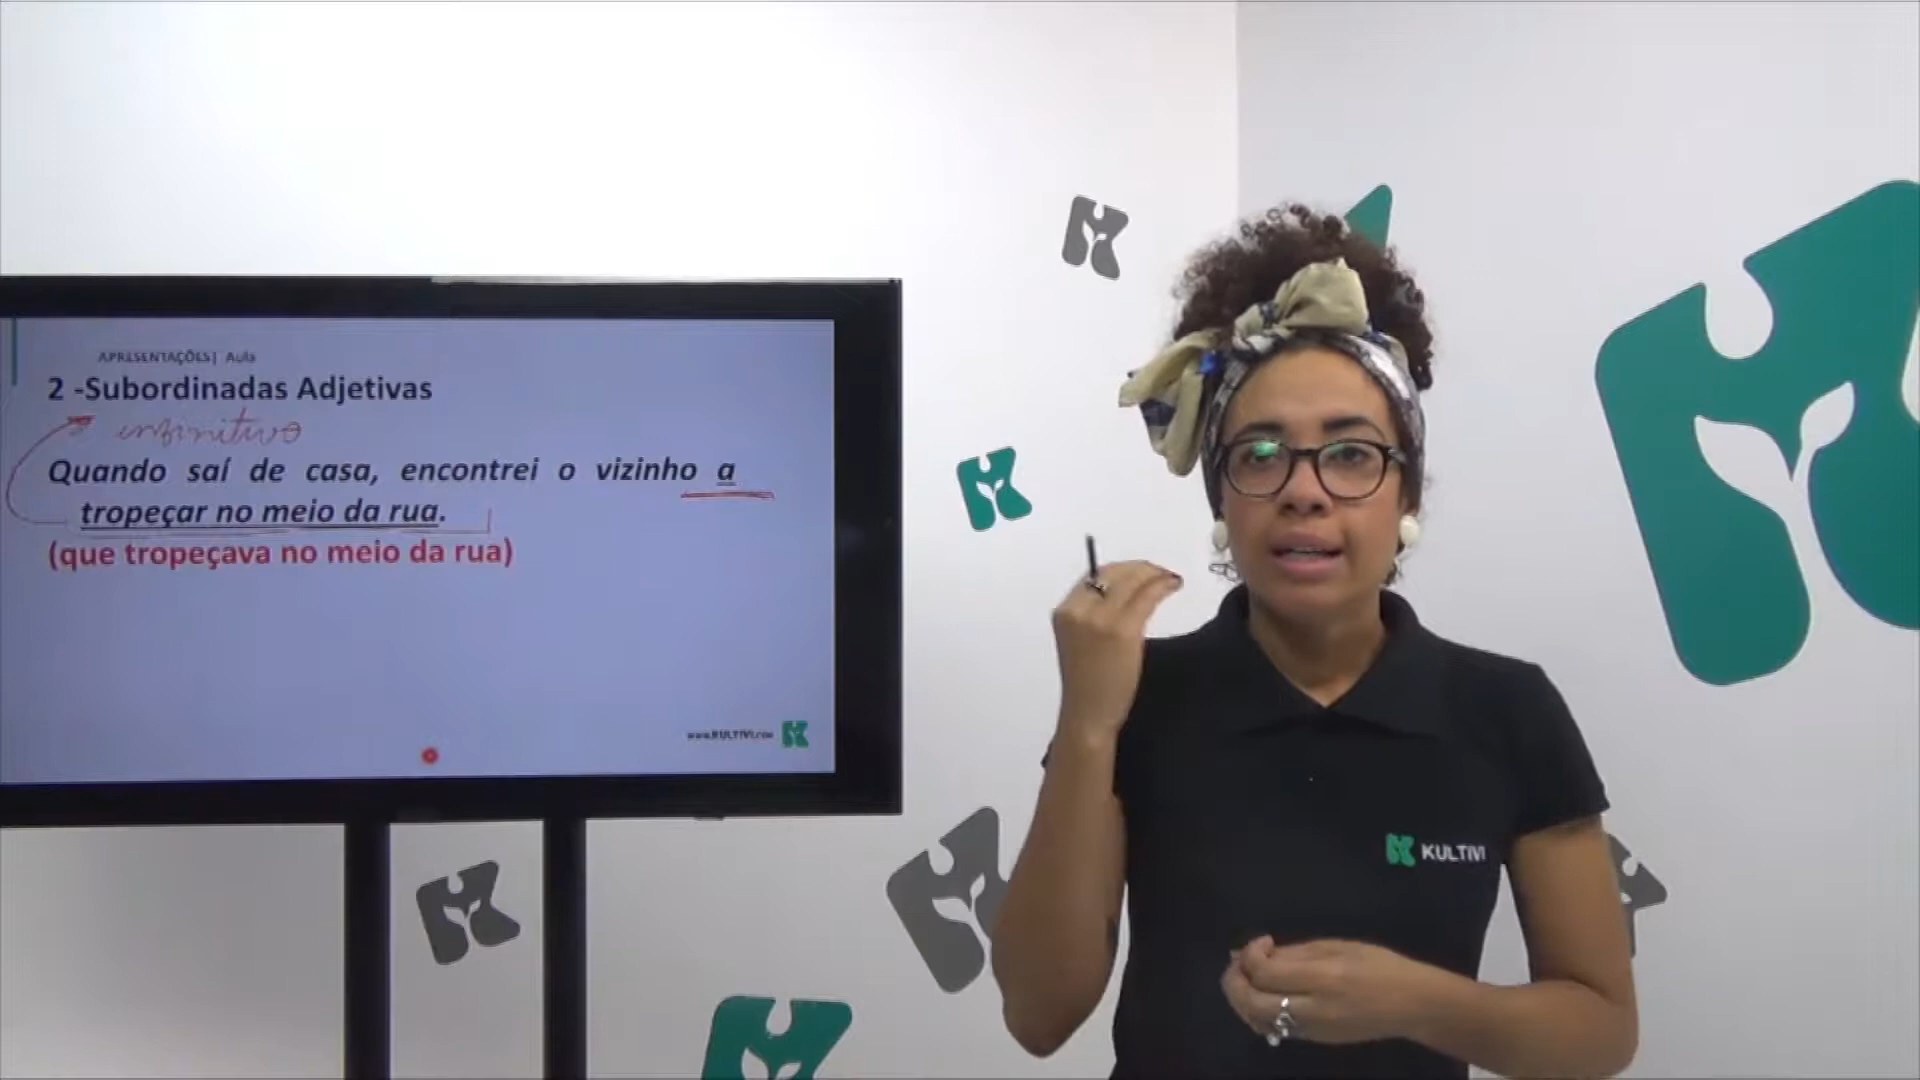 APRESENTAÇÕES| Aula
2 -Subordinadas Adjetivas
infinitivo
Quando saí de casa, encontrei o vizinho a
tropeçar no meio da rua.
(que tropeçava no meio da rua)
www.KULTIVI.com
KULTIVI